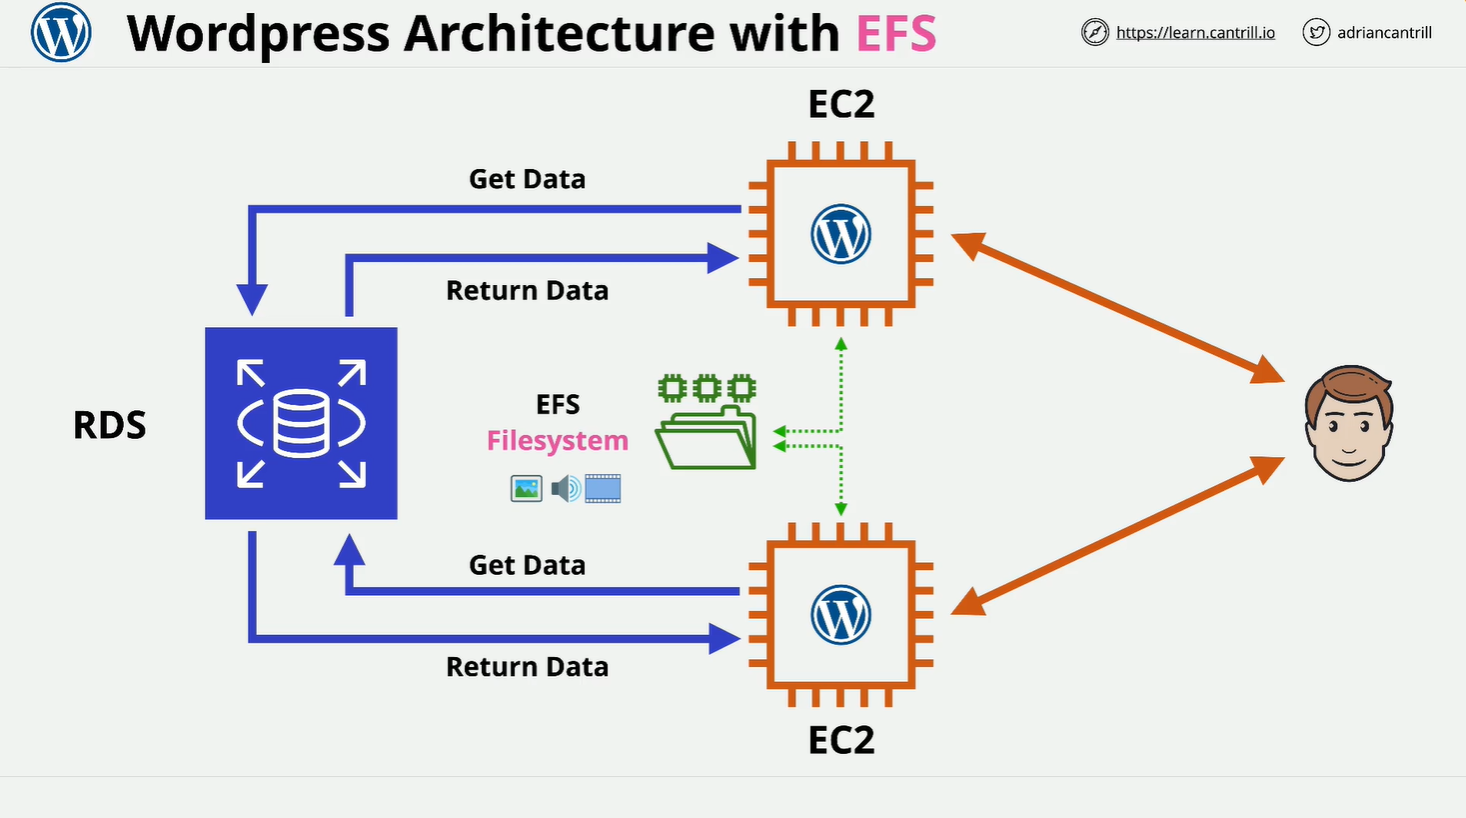 Wordpress Architecture with EFS
https://learn.cantrill.io
adriancantrill
EC2
Get Data
Return Data
RDS
EFS
Filesystem
Get Data
Return Data
EC2